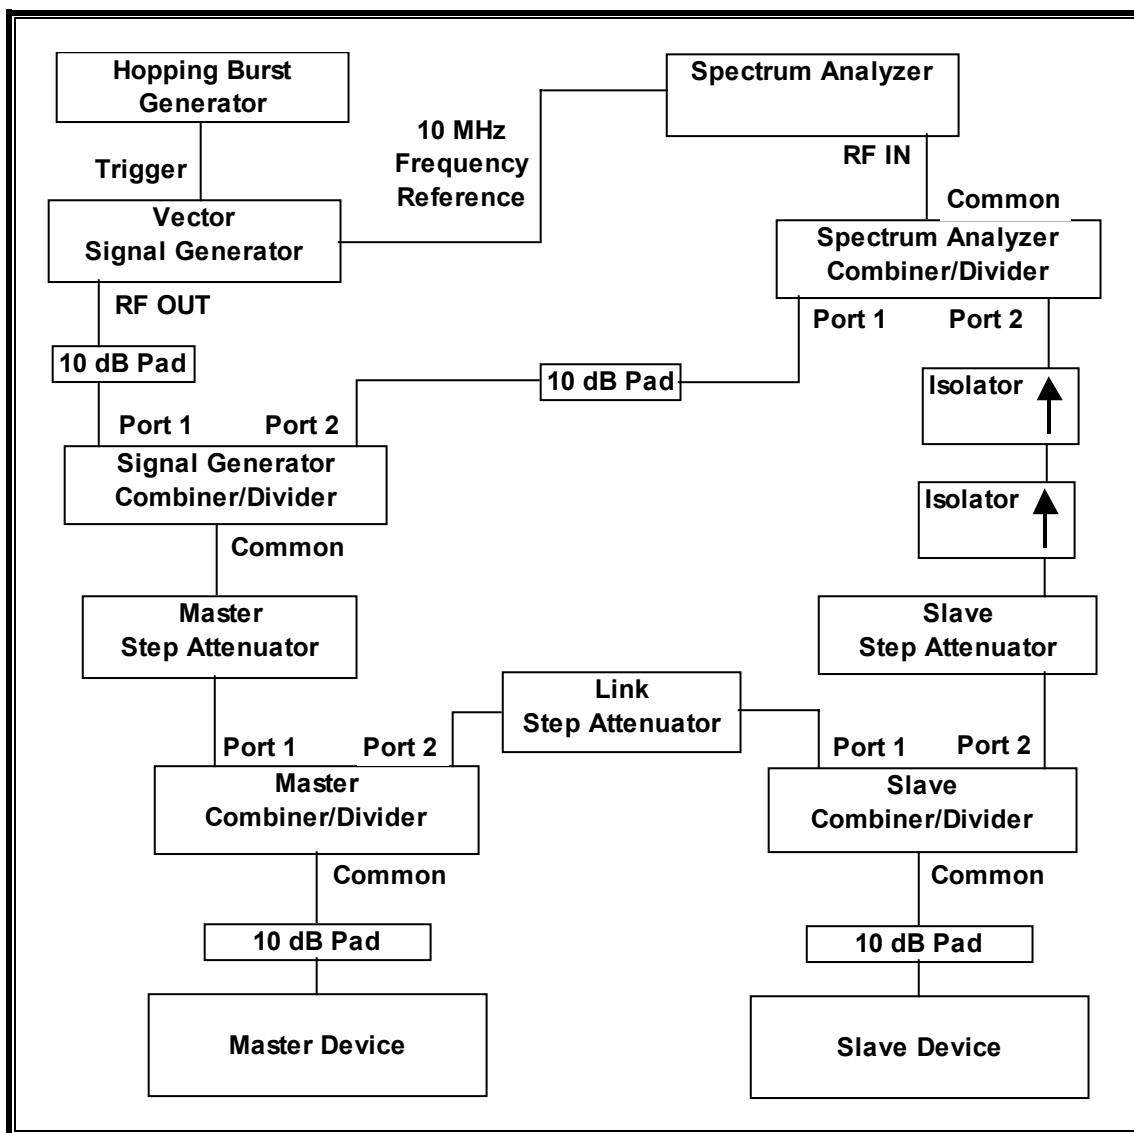 Hopping Burst
Generator
Spectrum Analyzer
10 MHz
Frequency
Reference
Trigger
RF IN
Vector
Signal Generator
Common
Spectrum Analyzer
Combiner/Divider
RF OUT
Port 1
Port 2
10 dB Pad
10 dB Pad
Isolator
Port 1
Port 2
Signal Generator
Combiner/Divider
Isolator
Common
Master
Step Attenuator
Slave
Step Attenuator
Link
Step Attenuator
Port 1
Port 2
Port 1
Port 2
Master
Combiner/Divider
Slave
Combiner/Divider
Common
Common
10 dB Pad
10 dB Pad
Master Device
Slave Device